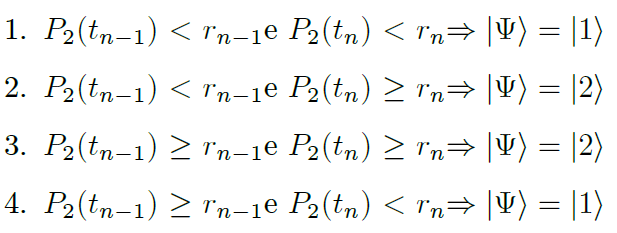 1. P₂(tₙ₋₁) < rₙ₋₁e P₂(tₙ) < rₙ⇒ |Ψ⟩ = |1⟩
2. P₂(tₙ₋₁) < rₙ₋₁e P₂(tₙ) ≥ rₙ⇒ |Ψ⟩ = |2⟩
3. P₂(tₙ₋₁) ≥ rₙ₋₁e P₂(tₙ) ≥ rₙ⇒ |Ψ⟩ = |2⟩
4. P₂(tₙ₋₁) ≥ rₙ₋₁e P₂(tₙ) < rₙ⇒ |Ψ⟩ = |1⟩